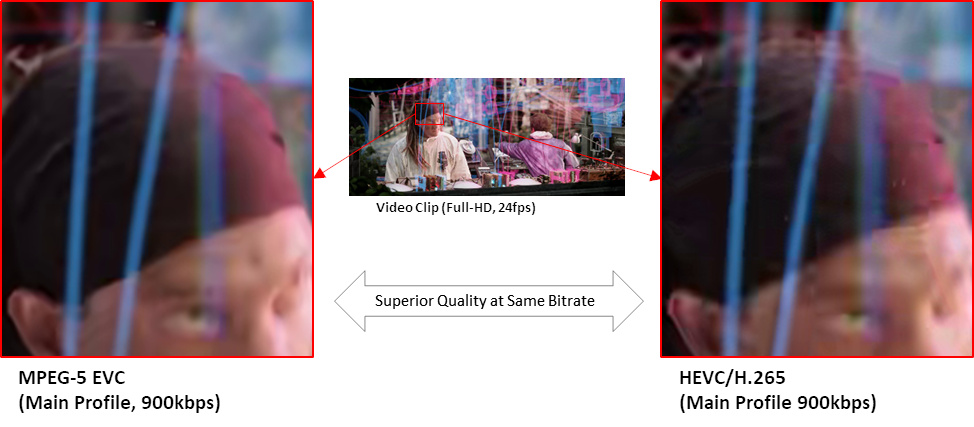 Video Clip (Full-HD, 24fps)
Superior Quality at Same Bitrate
MPEG-5 EVC
(Main Profile, 900kbps)
HEVC/H.265
(Main Profile 900kbps)